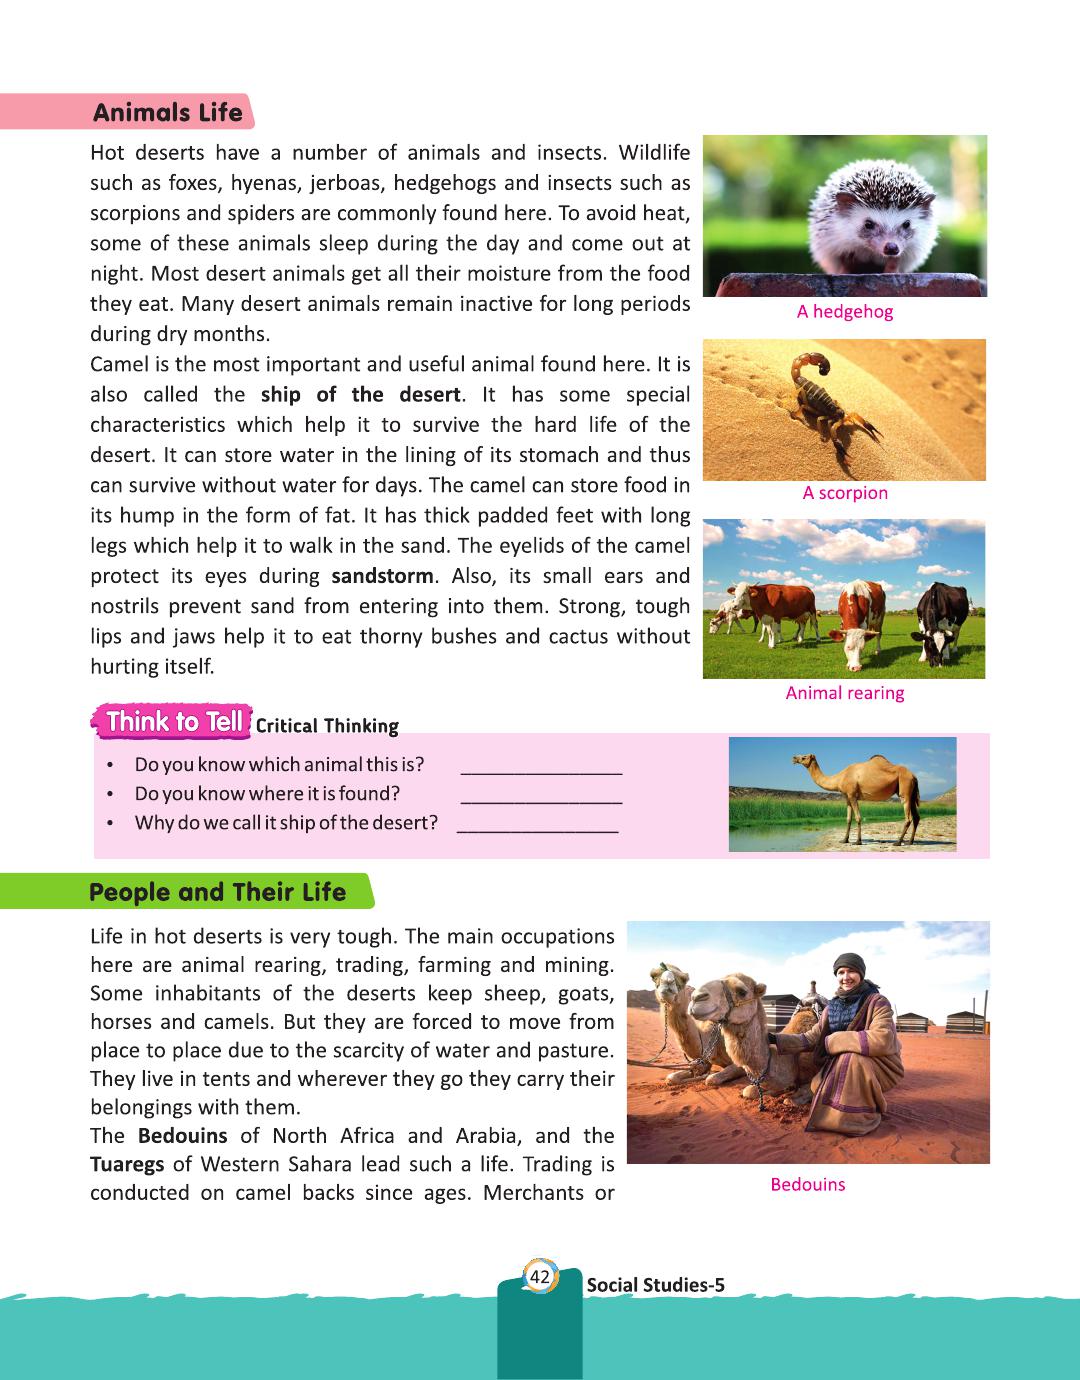 Animals Life
Hot deserts have a number of animals and insects. Wildlife
such as foxes, hyenas, jerboas, hedgehogs and insects such as
scorpions and spiders are commonly found here. To avoid heat,
some of these animals sleep during the day and come out at
night. Most desert animals get all their moisture from the food
they eat. Many desert animals remain inactive for long periods
during dry months.
A hedgehog
Camel is the most important and useful animal found here. It is
also called the ship of the desert. It has some special
characteristics which help it to survive the hard life of the
desert. It can store water in the lining of its stomach and thus
can survive without water for days. The camel can store food in
its hump in the form of fat. It has thick padded feet with long
legs which help it to walk in the sand. The eyelids of the camel
protect its eyes during sandstorm. Also, its small ears and
nostrils prevent sand from entering into them. Strong, tough
lips and jaws help it to eat thorny bushes and cactus without
hurting itself.
A scorpion
Animal rearing
Think to Tell Critical Thinking
• Do you know which animal this is? _______________
• Do you know where it is found? _______________
• Why do we call it ship of the desert? _______________
People and Their Life
Life in hot deserts is very tough. The main occupations
here are animal rearing, trading, farming and mining.
Some inhabitants of the deserts keep sheep, goats,
horses and camels. But they are forced to move from
place to place due to the scarcity of water and pasture.
They live in tents and wherever they go they carry their
belongings with them.
The Bedouins of North Africa and Arabia, and the
Tuaregs of Western Sahara lead such a life. Trading is
conducted on camel backs since ages. Merchants or
Bedouins
42
Social Studies-5